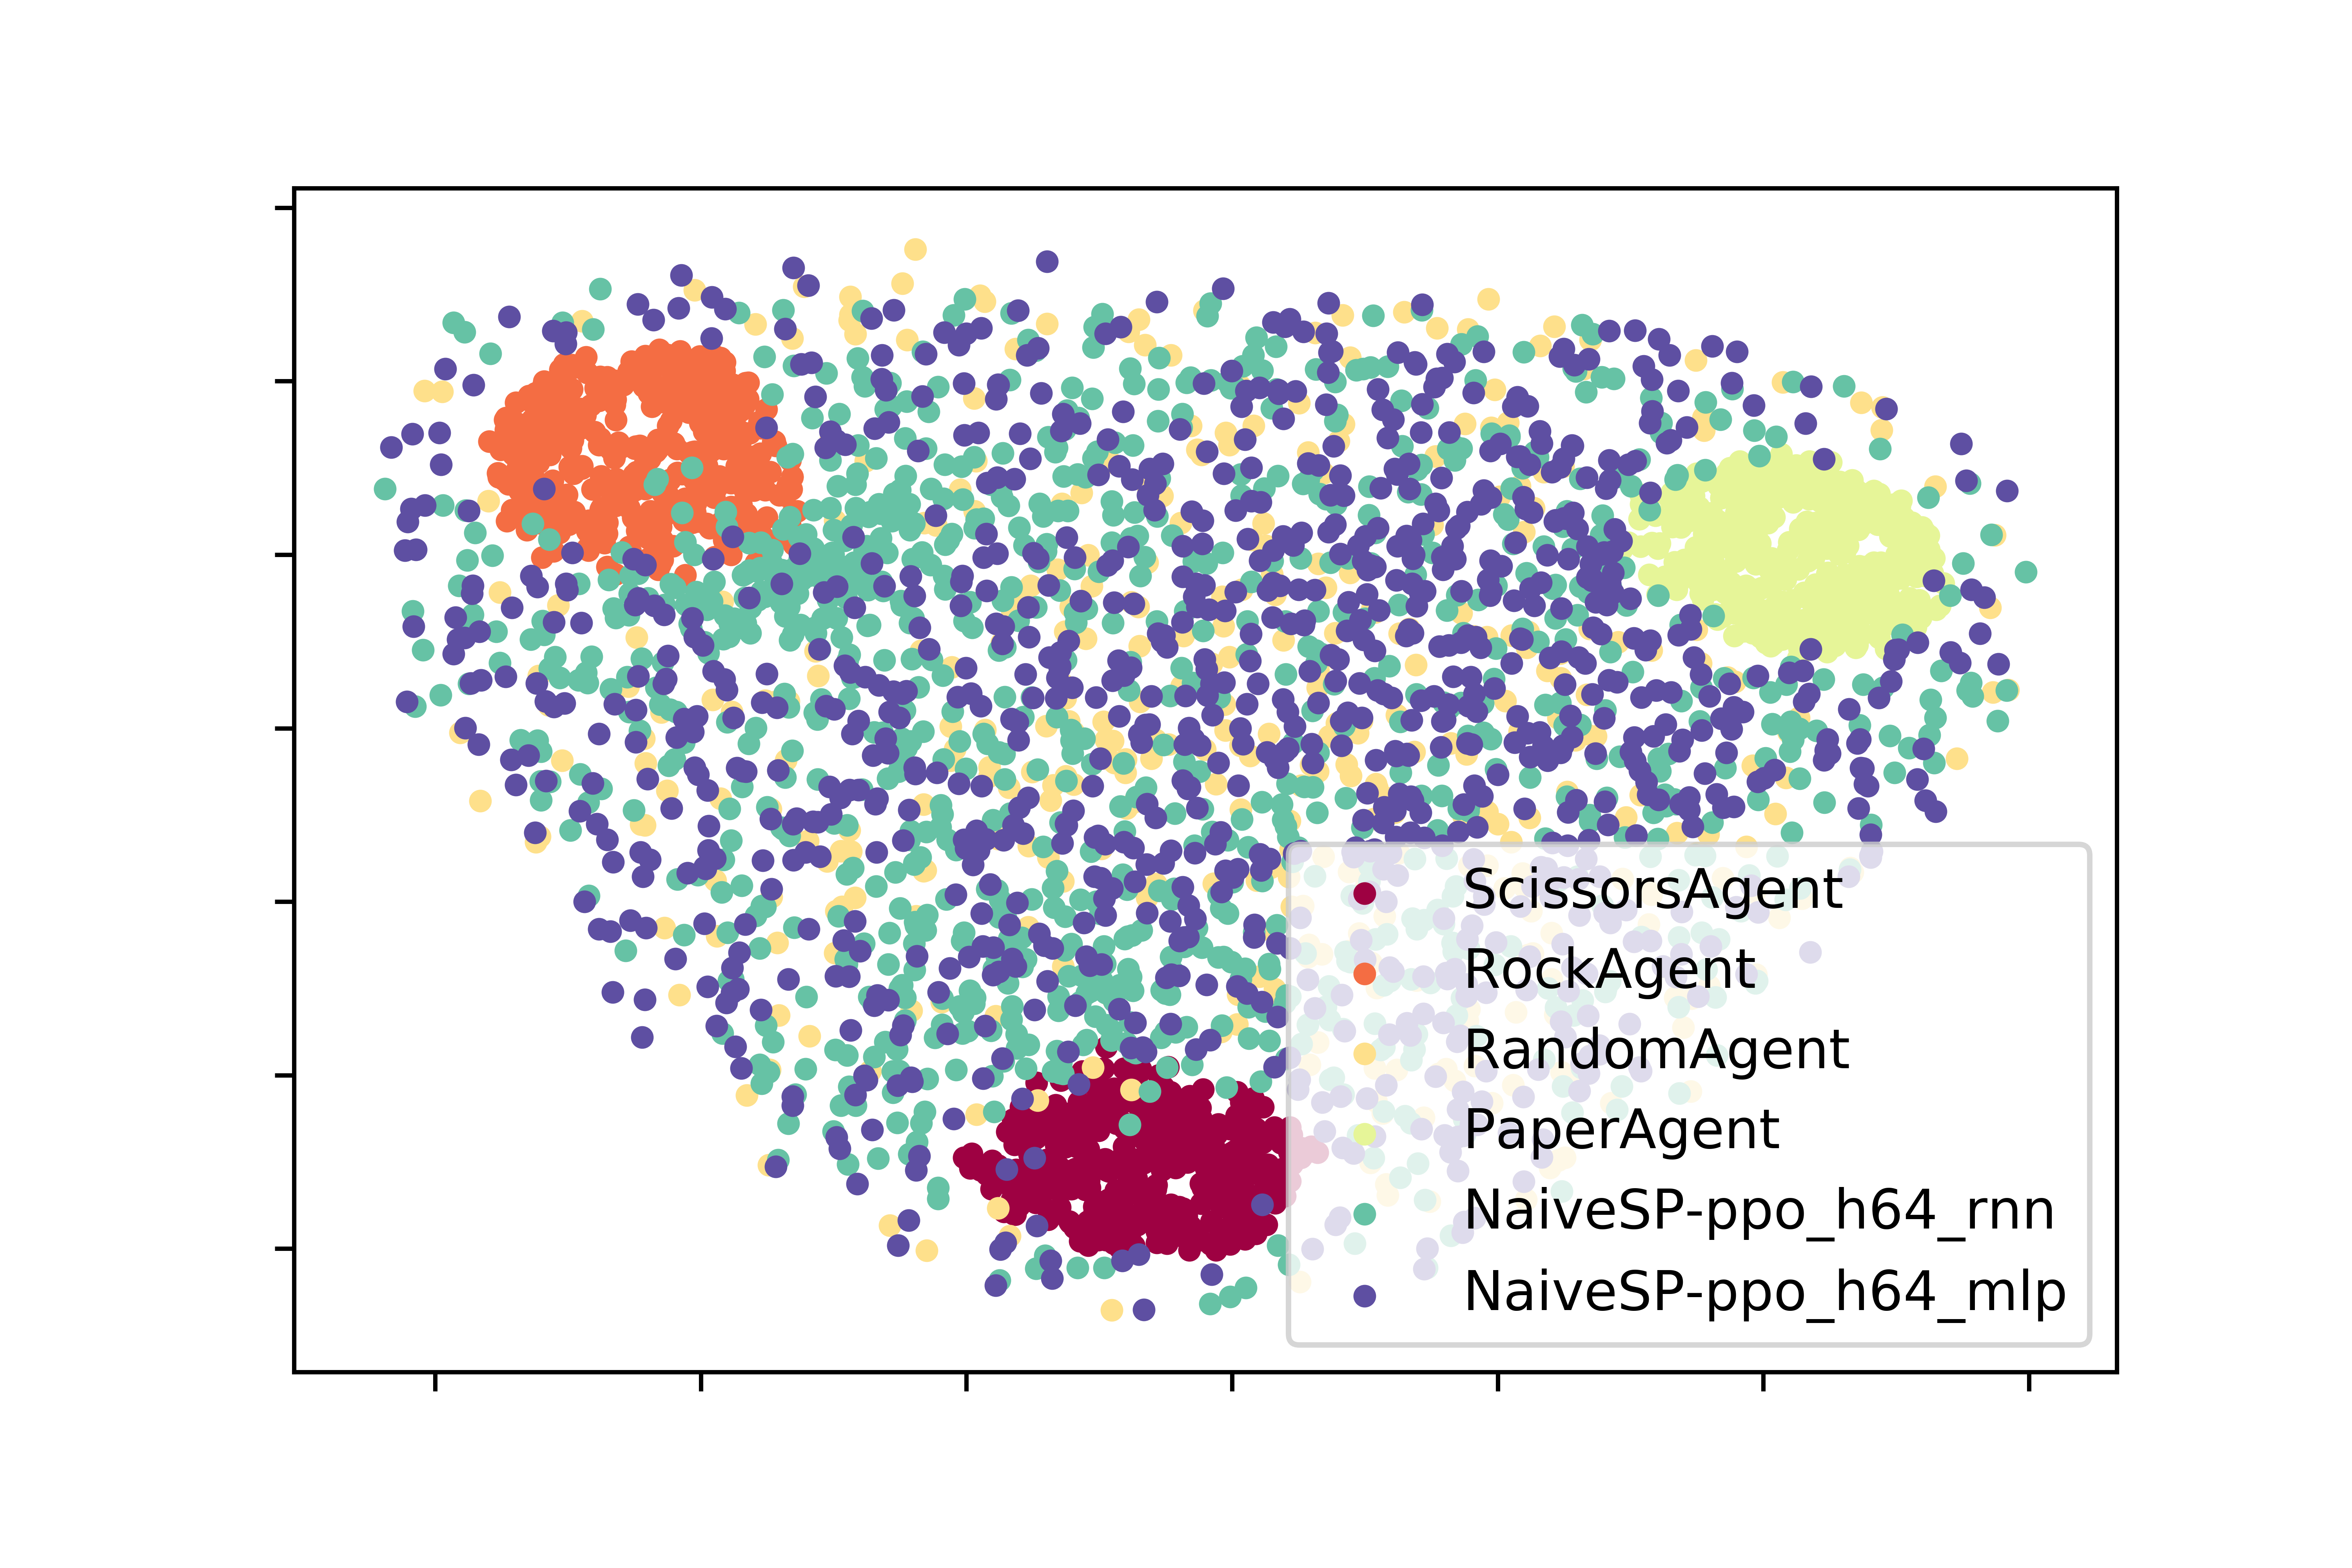 ScissorsAgent
RockAgent
RandomAgent
PaperAgent
NaiveSP-ppo_h64_rnn
NaiveSP-ppo_h64_mlp